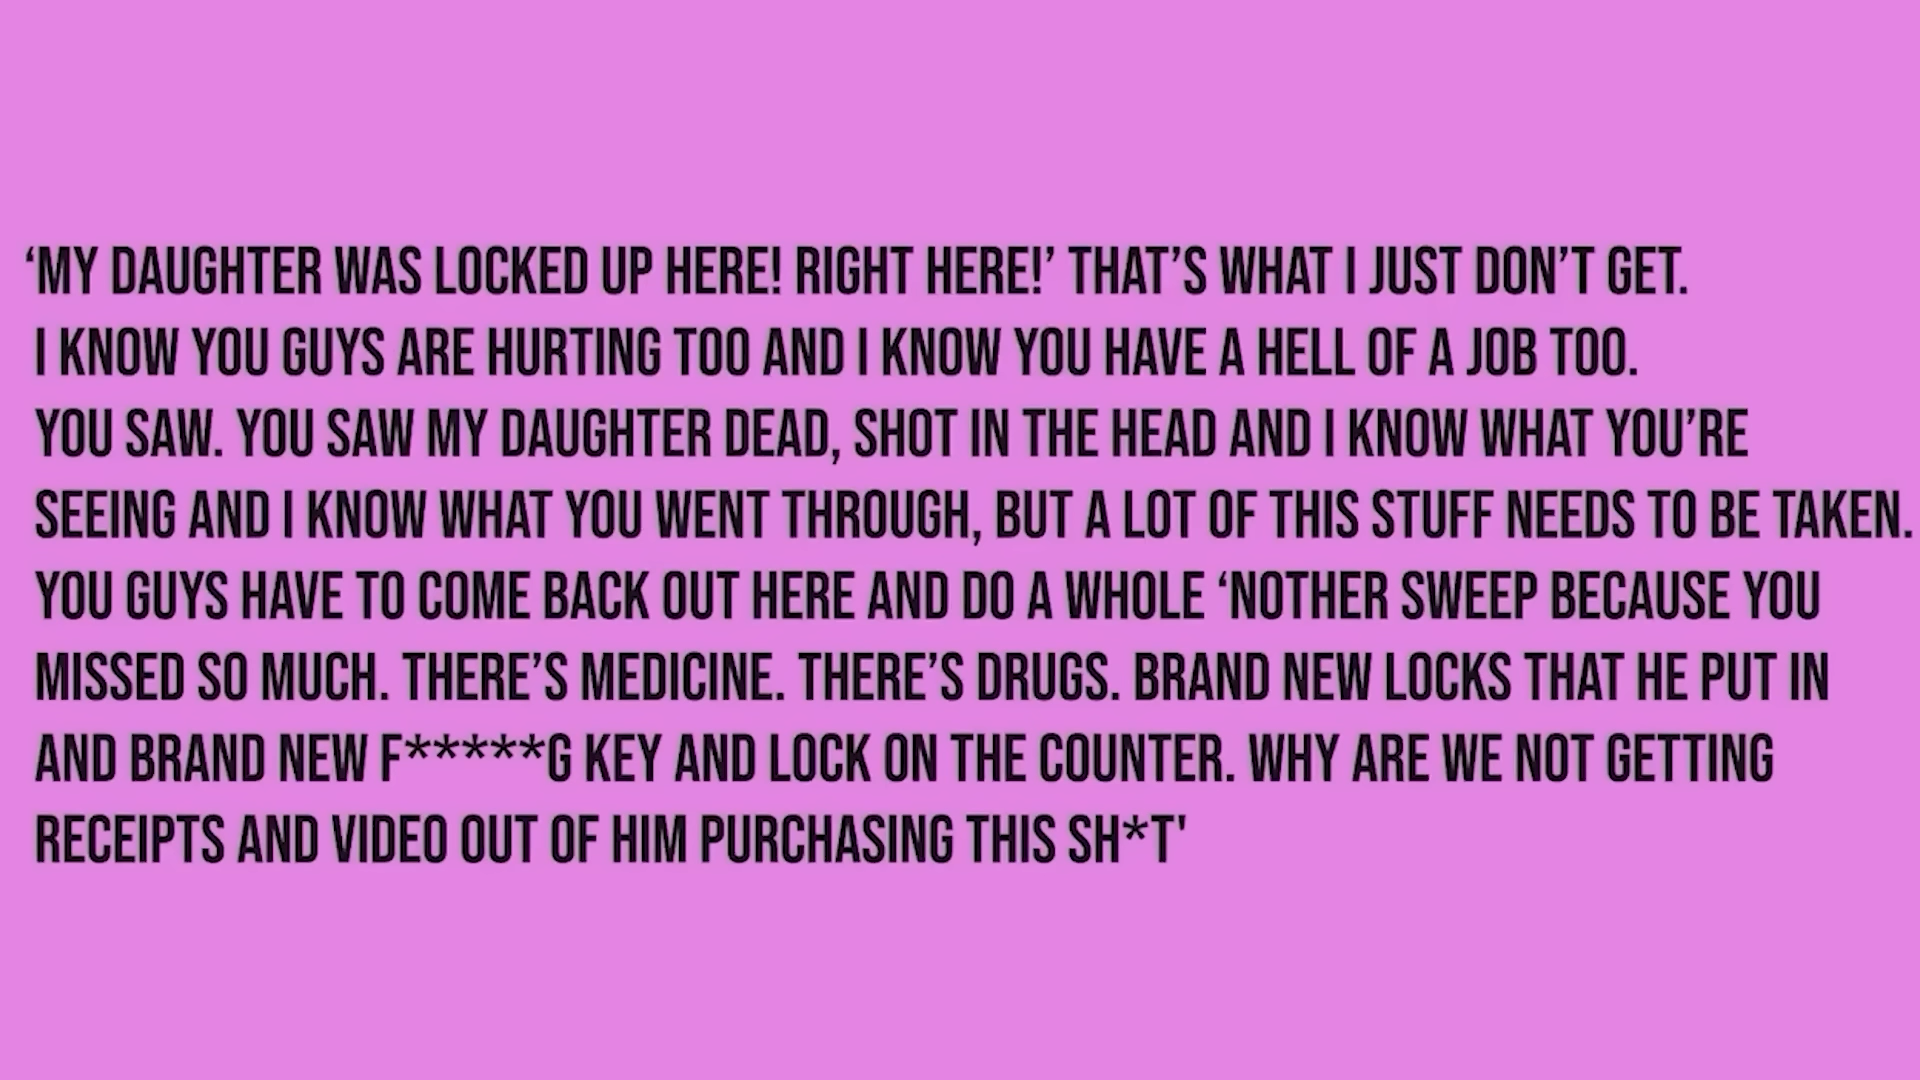 ‘MY DAUGHTER WAS LOCKED UP HERE! RIGHT HERE!’ THAT’S WHAT I JUST DON’T GET.
I KNOW YOU GUYS ARE HURTING TOO AND I KNOW YOU HAVE A HELL OF A JOB TOO.
YOU SAW. YOU SAW MY DAUGHTER DEAD, SHOT IN THE HEAD AND I KNOW WHAT YOU’RE
SEEING AND I KNOW WHAT YOU WENT THROUGH, BUT A LOT OF THIS STUFF NEEDS TO BE TAKEN.
YOU GUYS HAVE TO COME BACK OUT HERE AND DO A WHOLE ‘NOTHER SWEEP BECAUSE YOU
MISSED SO MUCH. THERE’S MEDICINE. THERE’S DRUGS. BRAND NEW LOCKS THAT HE PUT IN
AND BRAND NEW F*****G KEY AND LOCK ON THE COUNTER. WHY ARE WE NOT GETTING
RECEIPTS AND VIDEO OUT OF HIM PURCHASING THIS SH*T'